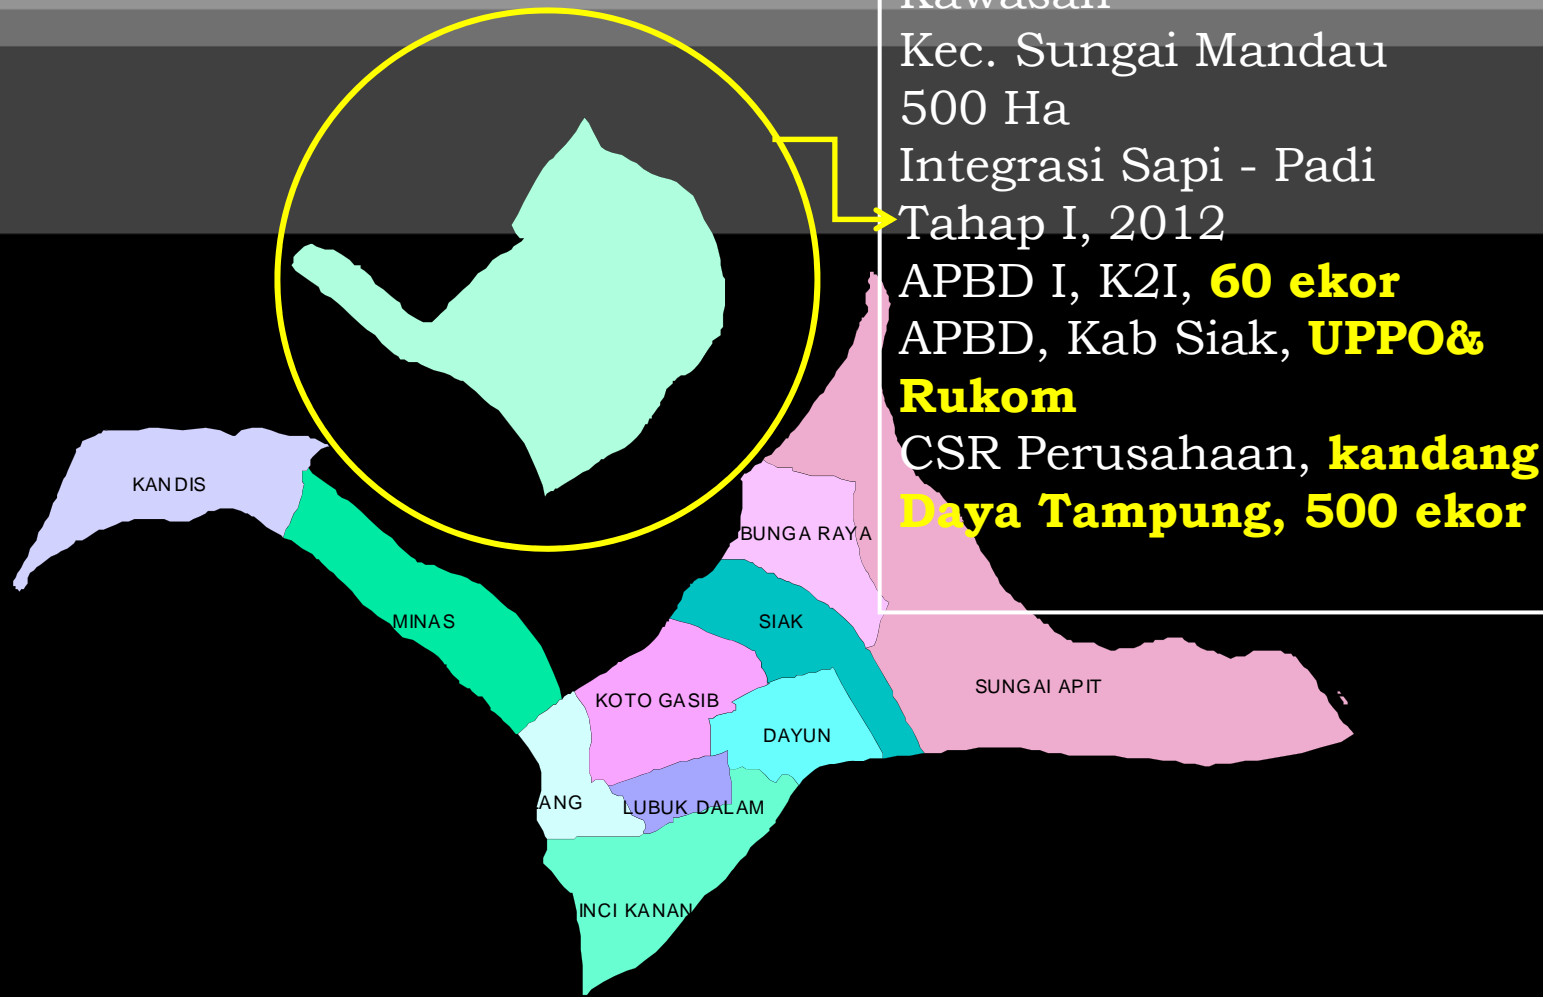 Kawasan
Kec. Sungai Mandau
500 Ha
Integrasi Sapi - Padi
Tahap I, 2012
APBD I, K2I, 60 ekor
APBD, Kab Siak, UPPO&
Rukom
CSR Perusahaan, kandang
Daya Tampung, 500 ekor
KANDIS
BUNGA RAYA
MINAS
SIAK
SUNGAI APIT
KOTO GASIB
DAYUN
LANG
LUBUK DALAM
INCI KANAN